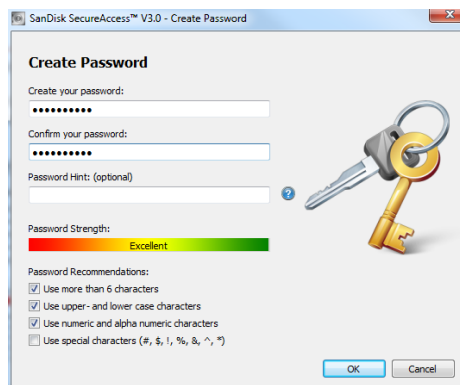 SanDisk SecureAccess™ V3.0 - Create Password
Create Password
Create your password:
●●●●●●●●●●
Confirm your password:
●●●●●●●●●●
Password Hint: (optional)
?
Password Strength:
Excellent
Password Recommendations:
Use more than 6 characters
Use upper- and lower case characters
Use numeric and alpha numeric characters
Use special characters (#, $, !, %, &, ^, *)
OK Cancel